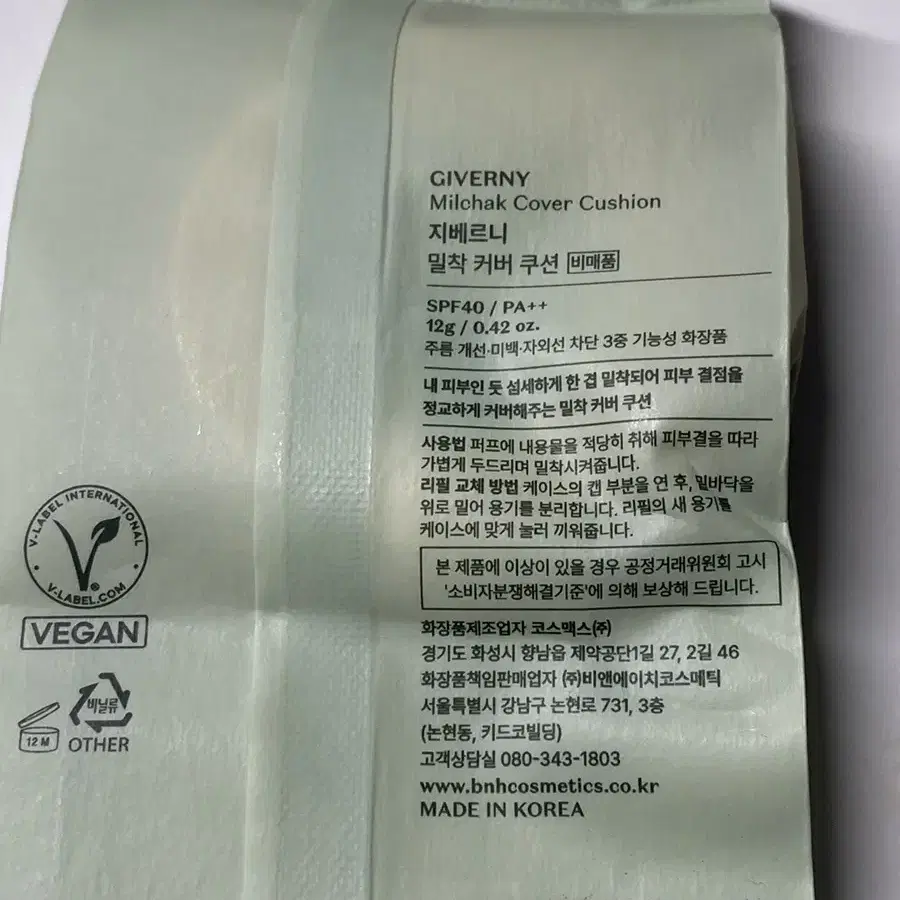 GIVERNY
Milchak Cover Cushion
지베르니
밀착 커버 쿠션 비매품
SPF40 / PA++
12g / 0.42 oz.
주름 개선·미백·자외선 차단 3중 기능성 화장품
내 피부인 듯 섬세하게 한 겹 밀착되어 피부 결점을
정교하게 커버해주는 밀착 커버 쿠션
사용법 퍼프에 내용물을 적당히 취해 피부결을 따라
가볍게 두드리며 밀착시켜줍니다.
리필 교체 방법 케이스의 캡 부분을 연 후, 밑바닥을
위로 밀어 용기를 분리합니다. 리필의 새 용기를
케이스에 맞게 눌러 끼워줍니다.
본 제품에 이상이 있을 경우 공정거래위원회 고시
'소비자분쟁해결기준'에 의해 보상해 드립니다.
화장품제조업자 코스맥스(주)
경기도 화성시 향남읍 제약공단1길 27, 2길 46
화장품책임판매업자 (주)비앤에이치코스메틱
서울특별시 강남구 논현로 731, 3층
(논현동, 키드코빌딩)
고객상담실 080-343-1803
www.bnhcosmetics.co.kr
MADE IN KOREA
V-LABEL INTERNATIONAL
V-LABEL.COM
VEGAN
비닐류
12 M
OTHER